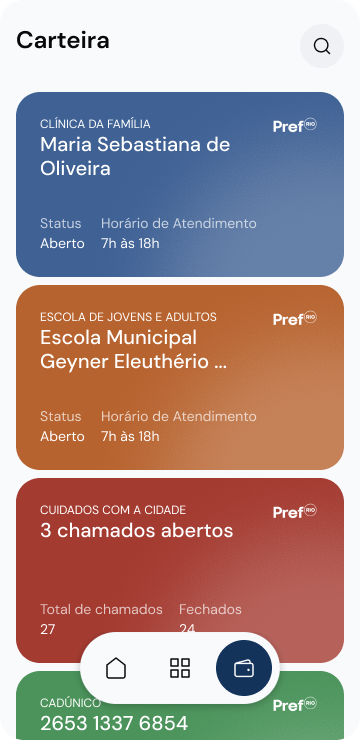 Carteira
CLÍNICA DA FAMÍLIA
Pref RIO
Maria Sebastiana de
Oliveira
Status Horário de Atendimento
Aberto 7h às 18h
ESCOLA DE JOVENS E ADULTOS
Pref RIO
Escola Municipal
Geyner Eleuthério ...
Status Horário de Atendimento
Aberto 7h às 18h
CUIDADOS COM A CIDADE
Pref RIO
3 chamados abertos
Total de chamados Fechados
27 24
CADÚNICO
Pref RIO
2653 1337 6854